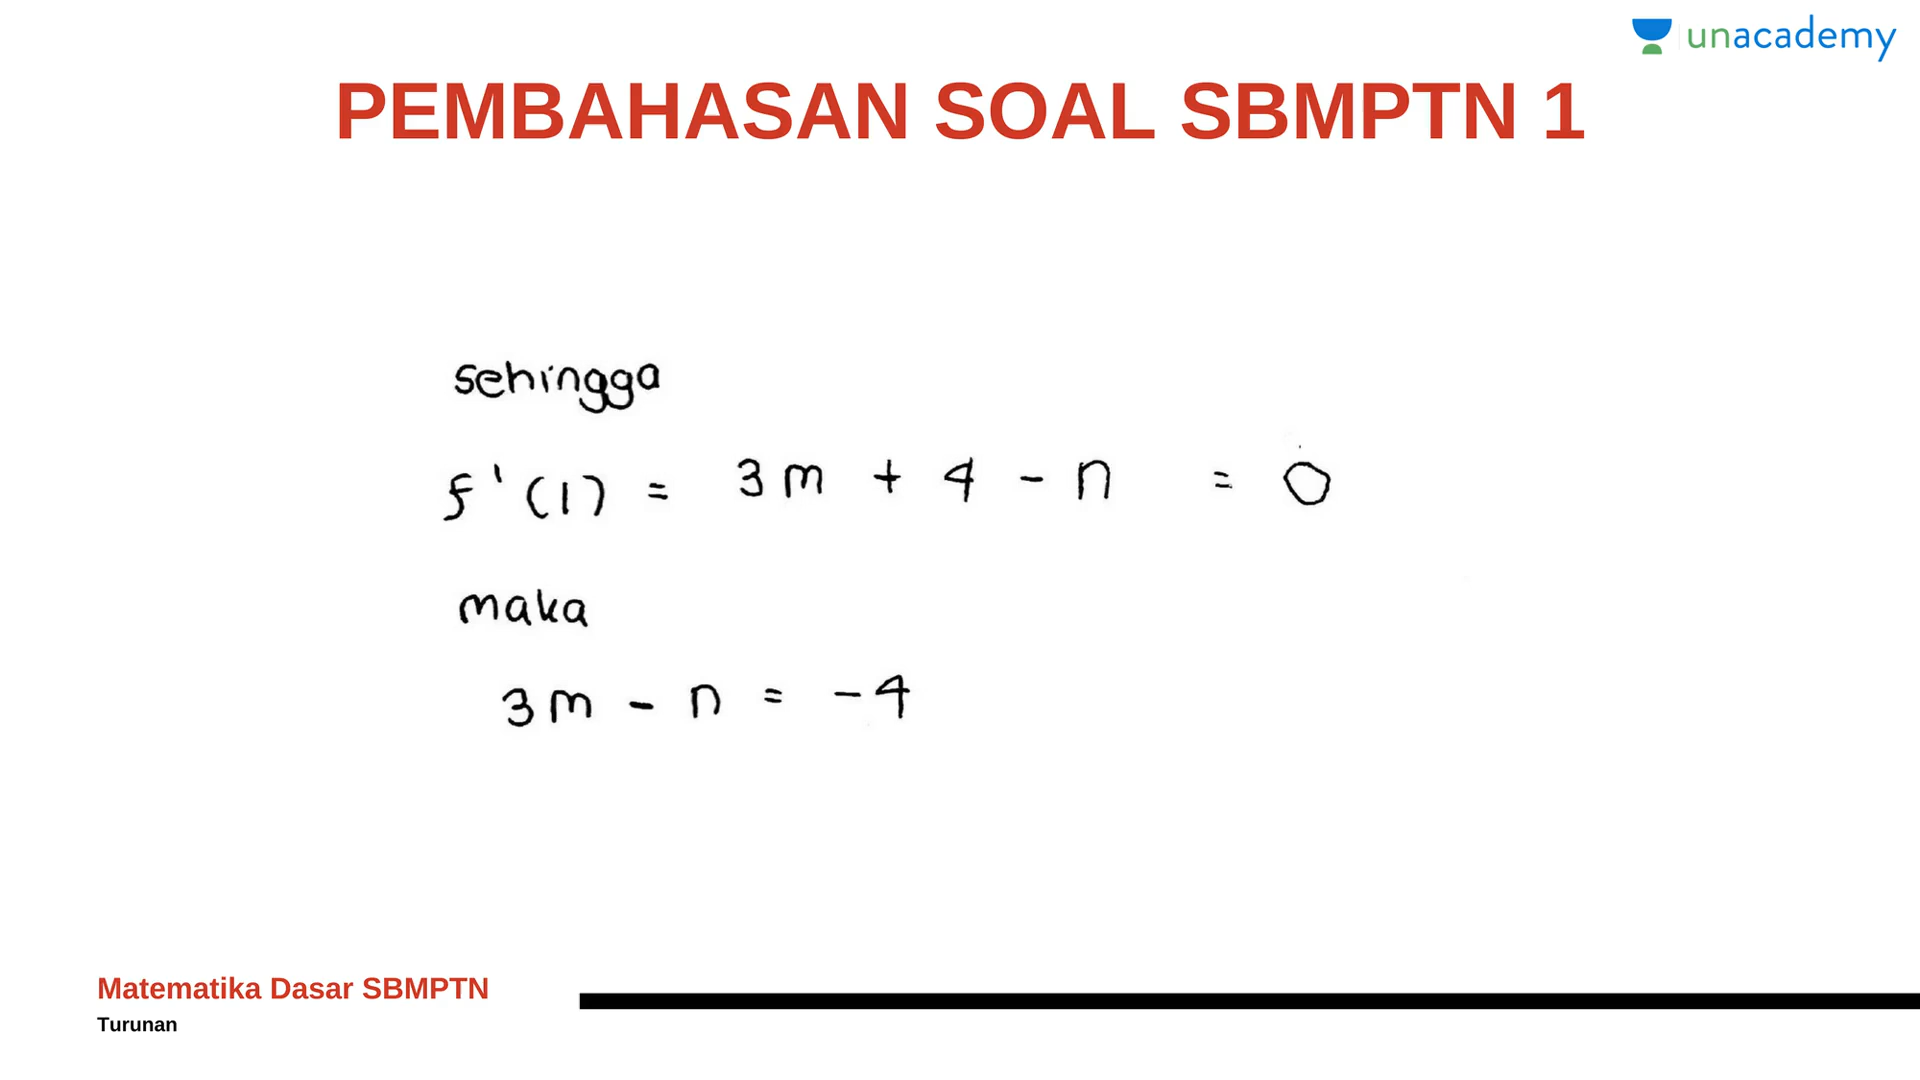 unacademy
PEMBAHASAN SOAL SBMPTN 1
sehingga
f'(1) = 3m + 4 - n = 0
maka
3m - n = -4
Matematika Dasar SBMPTN
Turunan